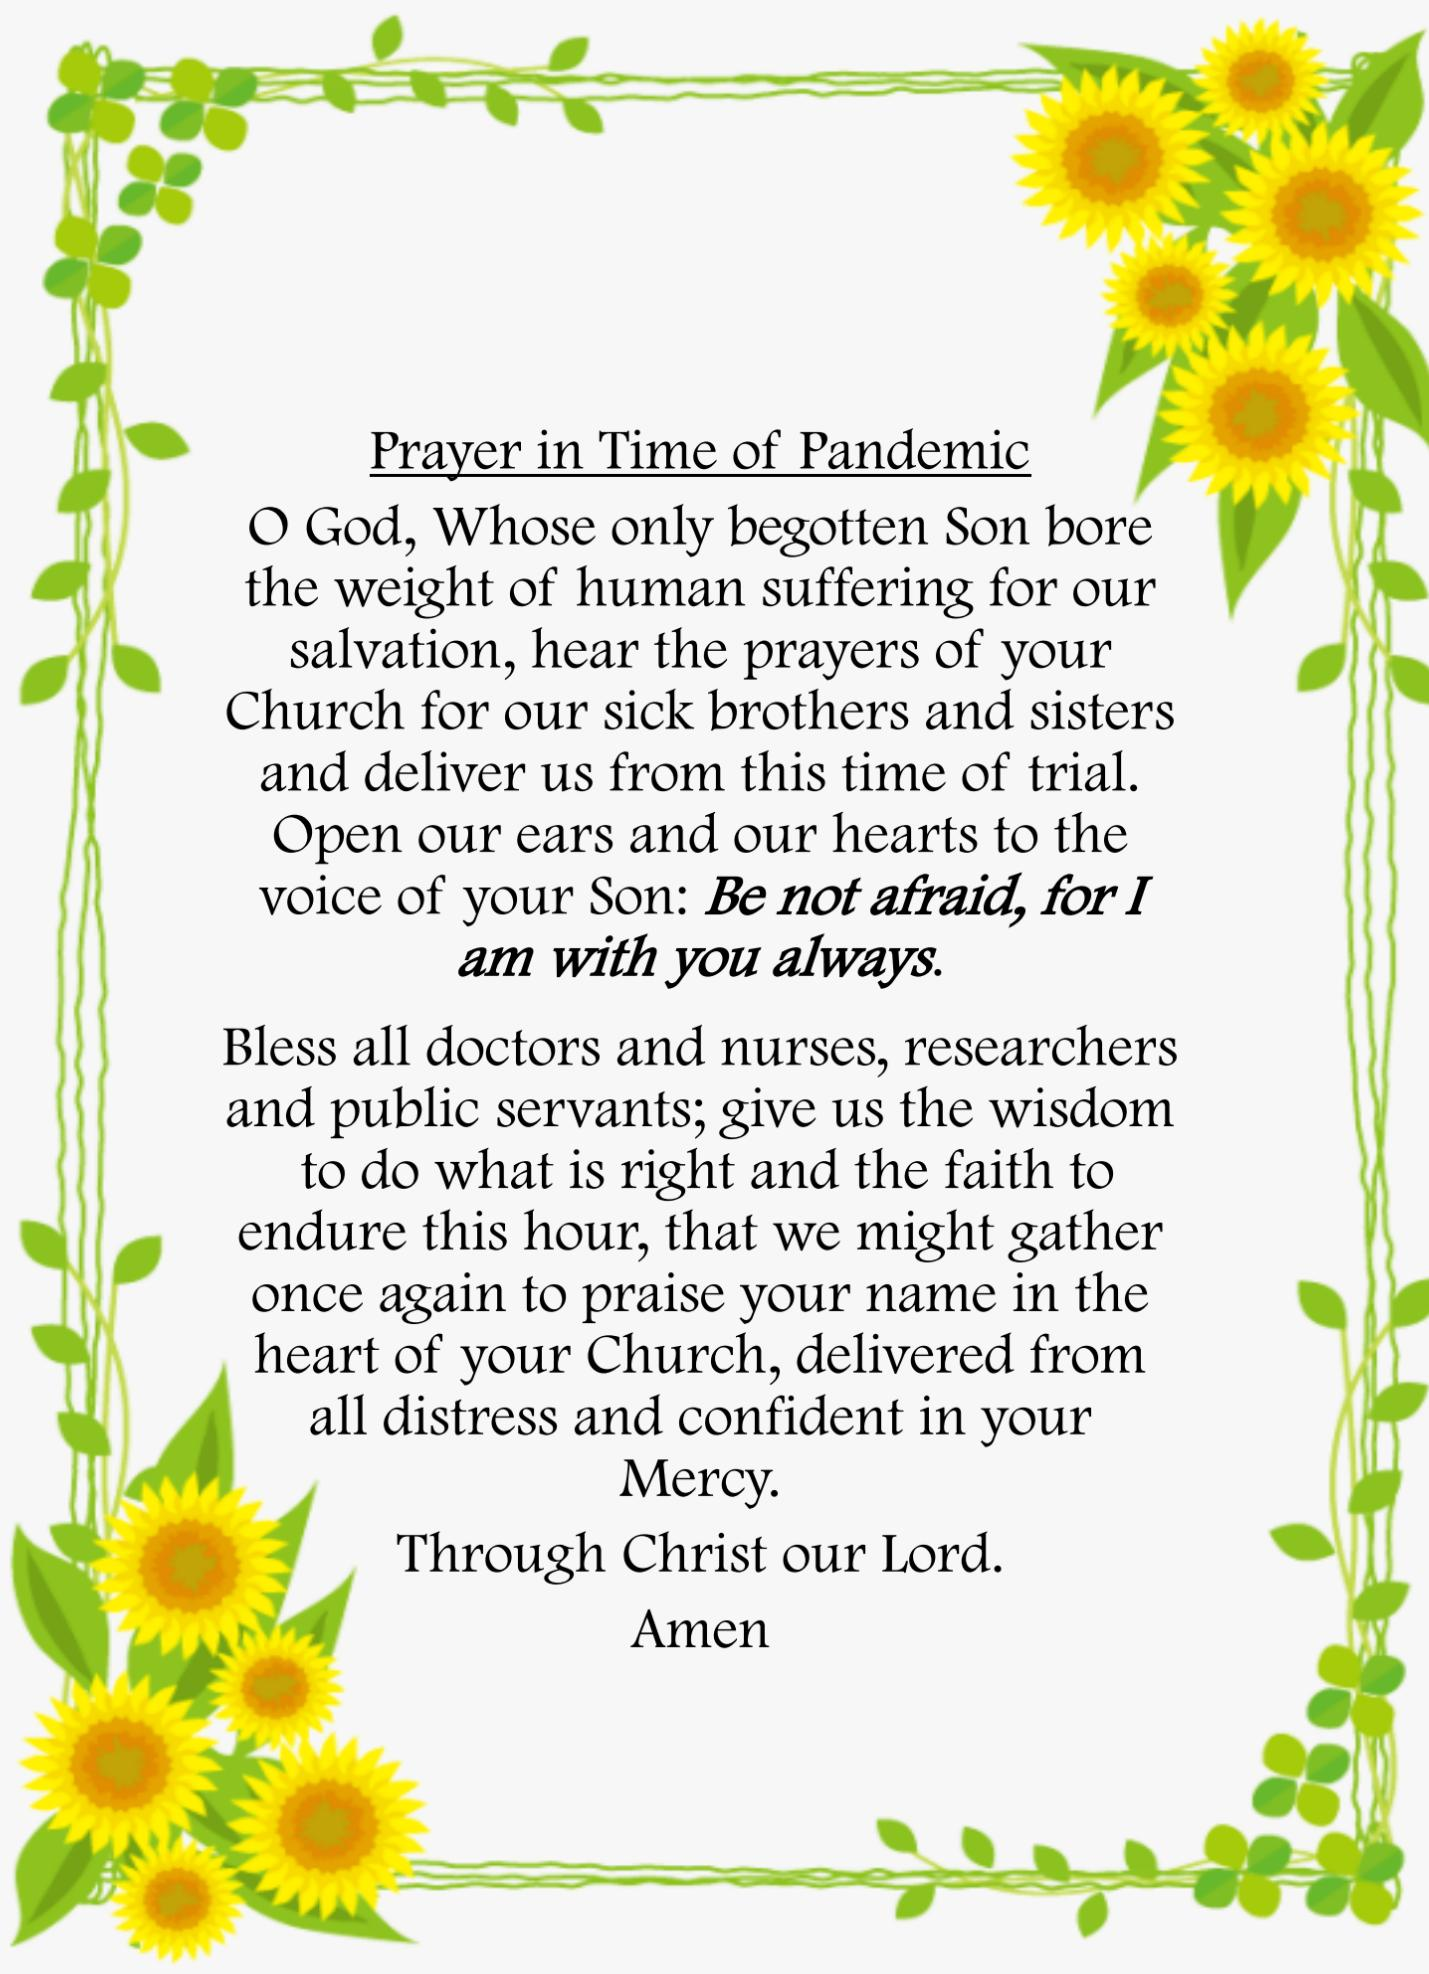 Prayer in Time of Pandemic
O God, Whose only begotten Son bore
the weight of human suffering for our
salvation, hear the prayers of your
Church for our sick brothers and sisters
and deliver us from this time of trial.
Open our ears and our hearts to the
voice of your Son: Be not afraid, for I
am with you always.
Bless all doctors and nurses, researchers
and public servants; give us the wisdom
to do what is right and the faith to
endure this hour, that we might gather
once again to praise your name in the
heart of your Church, delivered from
all distress and confident in your
Mercy.
Through Christ our Lord.
Amen